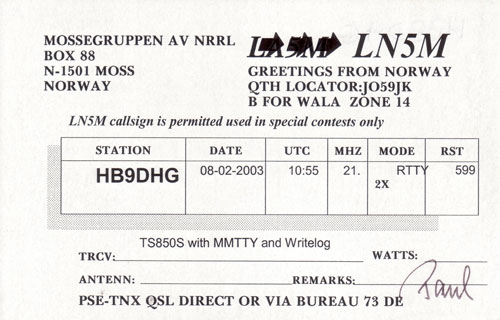 MOSSEGRUPPEN AV NRRL
BOX 88
N-1501 MOSS
NORWAY
LA5M LN5M
GREETINGS FROM NORWAY
QTH LOCATOR:JO59JK
B FOR WALA ZONE 14
LN5M callsign is permitted used in special contests only
STATION DATE UTC MHZ MODE RST
HB9DHG 08-02-2003 10:55 21. RTTY 599
2X
TS850S with MMTTY and Writelog
TRCV: WATTS:
ANTENN: REMARKS:
PSE-TNX QSL DIRECT OR VIA BUREAU 73 DE Paul